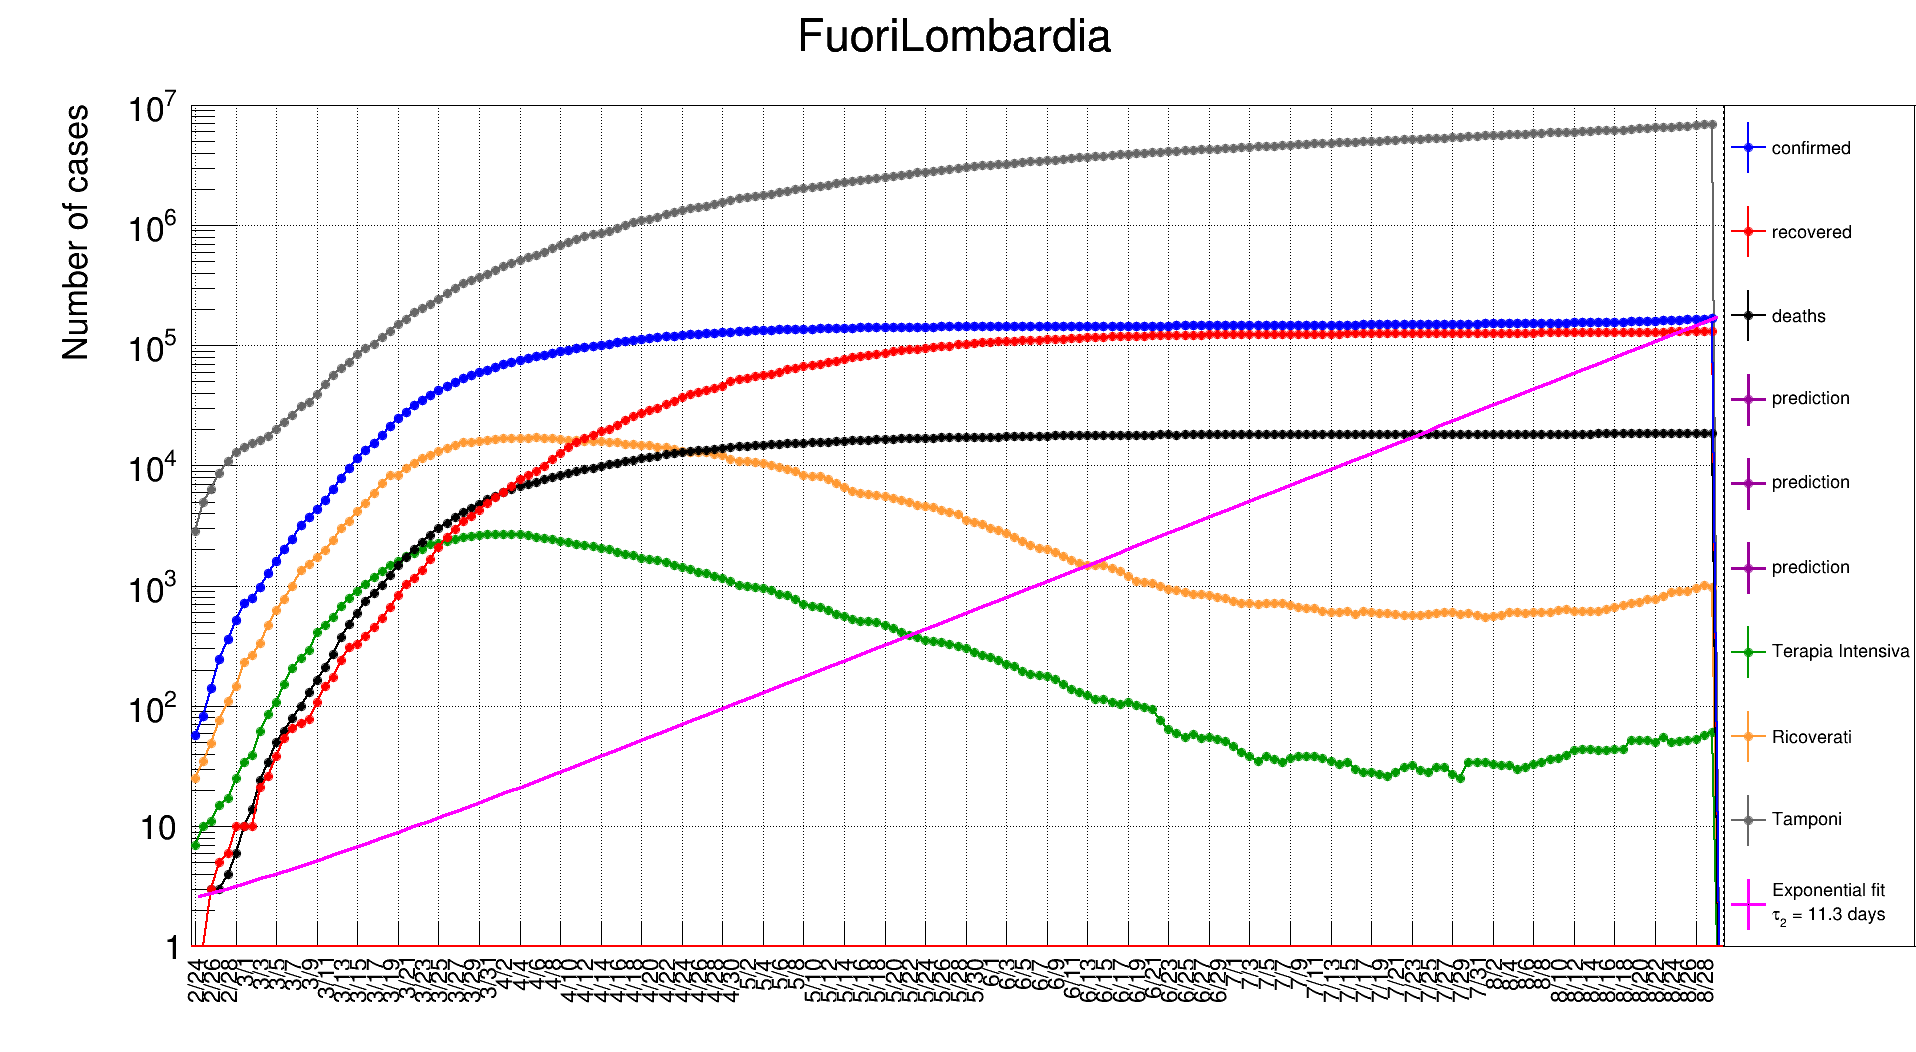 FuoriLombardia
Number of cases
10^7
10^6
10^5
10^4
10^3
10^2
10
1
2/24 2/26 2/28 3/1 3/3 3/5 3/7 3/9 3/11 3/13 3/15 3/17 3/19 3/21 3/23 3/25 3/27 3/29 3/31 4/2 4/4 4/6 4/8 4/10 4/12 4/14 4/16 4/18 4/20 4/22 4/24 4/26 4/28 4/30 5/2 5/4 5/6 5/8 5/10 5/12 5/14 5/16 5/18 5/20 5/22 5/24 5/26 5/28 5/30 6/1 6/3 6/5 6/7 6/9 6/11 6/13 6/15 6/17 6/19 6/21 6/23 6/25 6/27 6/29 7/1 7/3 7/5 7/7 7/9 7/11 7/13 7/15 7/17 7/19 7/21 7/23 7/25 7/27 7/29 7/31 8/2 8/4 8/6 8/8 8/10 8/12 8/14 8/16 8/18 8/20 8/22 8/24 8/26 8/28
confirmed
recovered
deaths
prediction
prediction
prediction
Terapia Intensiva
Ricoverati
Tamponi
Exponential fit
τ₂ = 11.3 days